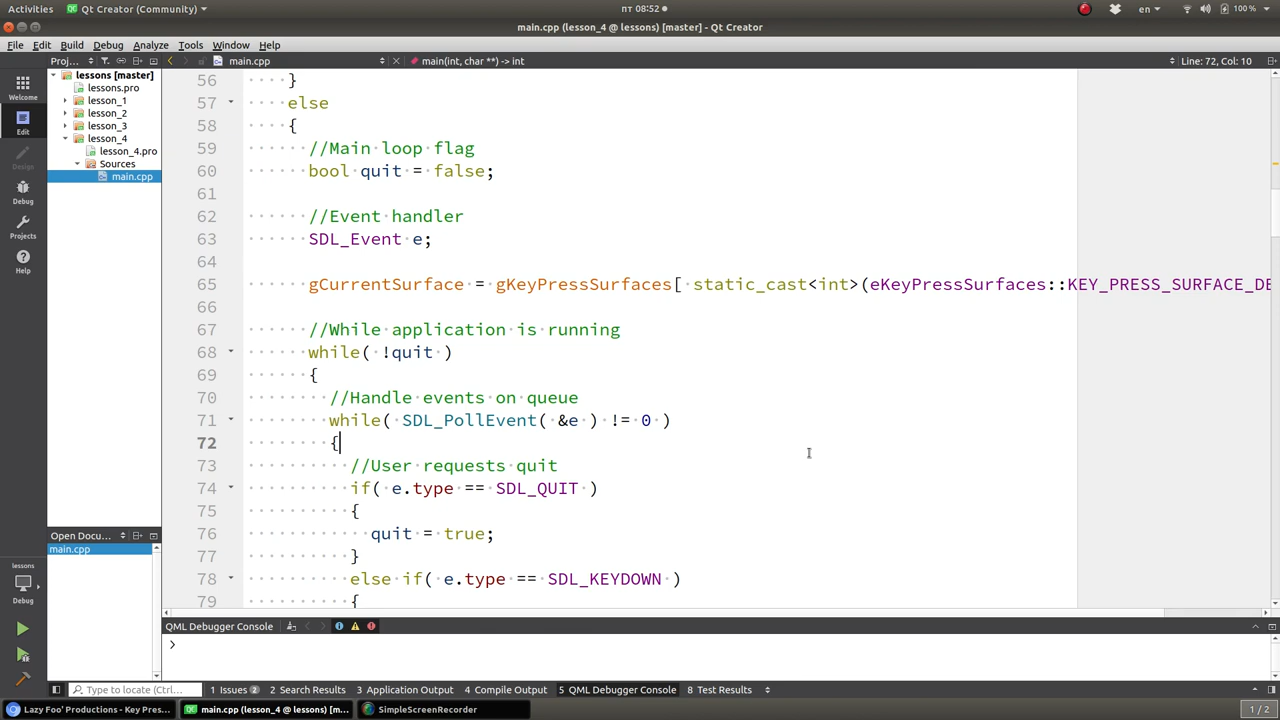 Activities Qt Creator (Community) пт 08:52 en 100 %
main.cpp (lesson_4 @ lessons) [master] - Qt Creator
File Edit Build Debug Analyze Tools Window Help
Proj... main.cpp main(int, char **) -> int Line: 72, Col: 10
Welcome
Edit
Design
Debug
Projects
Help
lessons
Debug
lessons [master]
lessons.pro
lesson_1
lesson_2
lesson_3
lesson_4
lesson_4.pro
Sources
main.cpp
Open Docu...
main.cpp
56 }
57 else
58 {
59 //Main loop flag
60 bool quit = false;
61
62 //Event handler
63 SDL_Event e;
64
65 gCurrentSurface = gKeyPressSurfaces[ static_cast<int>(eKeyPressSurfaces::KEY_PRESS_SURFACE_DE
66
67 //While application is running
68 while( !quit )
69 {
70 //Handle events on queue
71 while( SDL_PollEvent( &e ) != 0 )
72 {
73 //User requests quit
74 if( e.type == SDL_QUIT )
75 {
76 quit = true;
77 }
78 else if( e.type == SDL_KEYDOWN )
79 {
QML Debugger Console
>
Type to locate (Ctrl... 1 Issues 2 2 Search Results 3 Application Output 4 Compile Output 5 QML Debugger Console 8 Test Results
Lazy Foo' Productions - Key Pres... main.cpp (lesson_4 @ lessons) [m... SimpleScreenRecorder 1 / 2